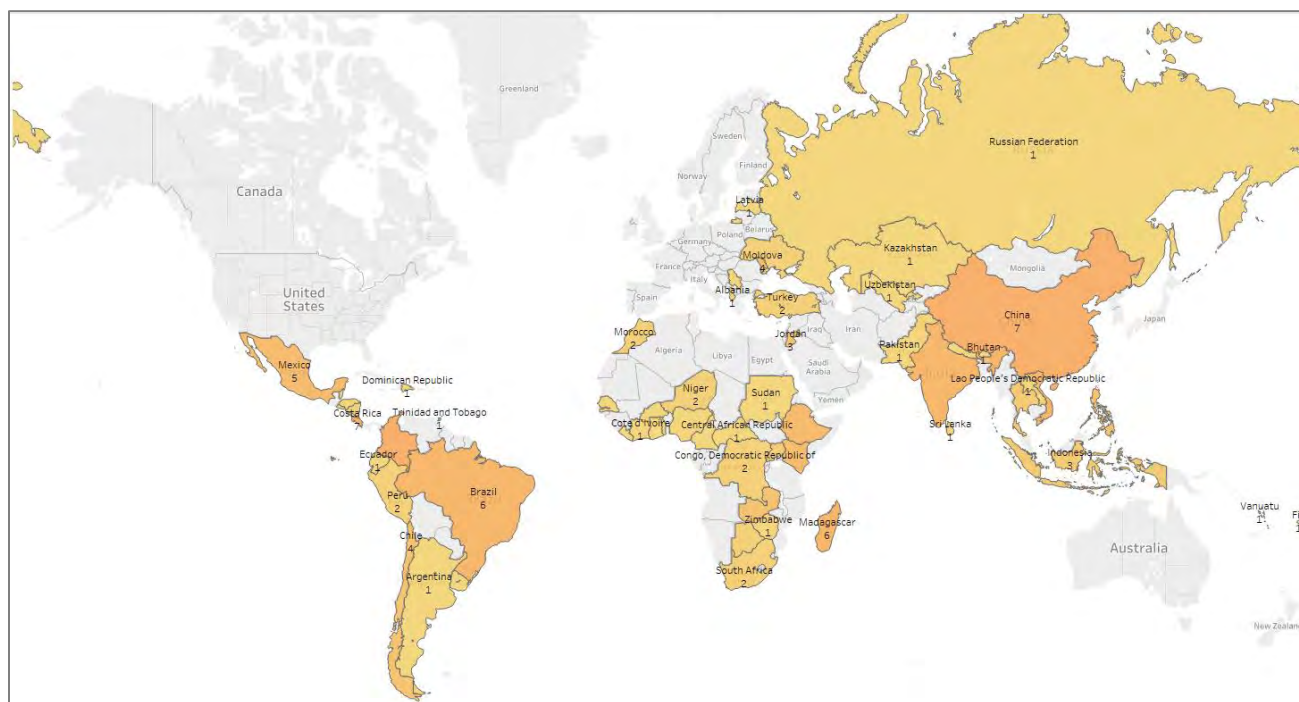 Greenland
Russian Federation
1
Sweden
Finland
Norway
Canada
Latvia
1
Belarus
Poland
Germany
Kazakhstan
1
Moldova
4
France
Mongolia
Italy
Uzbekistan
1
Albania
1
United
States
Spain
Turkey
2
China
7
Japan
Morocco
2
Jordan
3
Iraq
Iran
Pakistan
1
Bhutan
1
Algeria
Libya
Egypt
Saudi
Arabia
Mexico
5
Dominican Republic
1
Niger
2
Sudan
1
Yemen
Lao People's Democratic Republic
1
Costa Rica
Trinidad and Tobago
1
Cote d'Ivoire
1
Central African Republic
1
Sri Lanka
1
Ecuador
1
Congo, Democratic Republic of
2
Indonesia
3
Peru
2
Brazil
6
Vanuatu
1
Zimbabwe
1
Madagascar
6
Chile
4
Australia
South Africa
2
Argentina
1
New Zealand